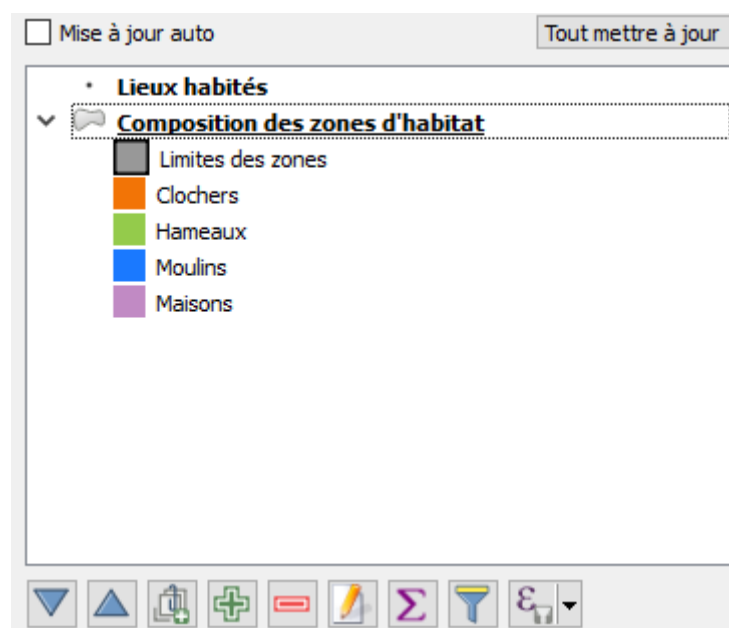 Mise à jour auto
Tout mettre à jour
Lieux habités
Composition des zones d'habitat
Limites des zones
Clochers
Hameaux
Moulins
Maisons
Σ
ε